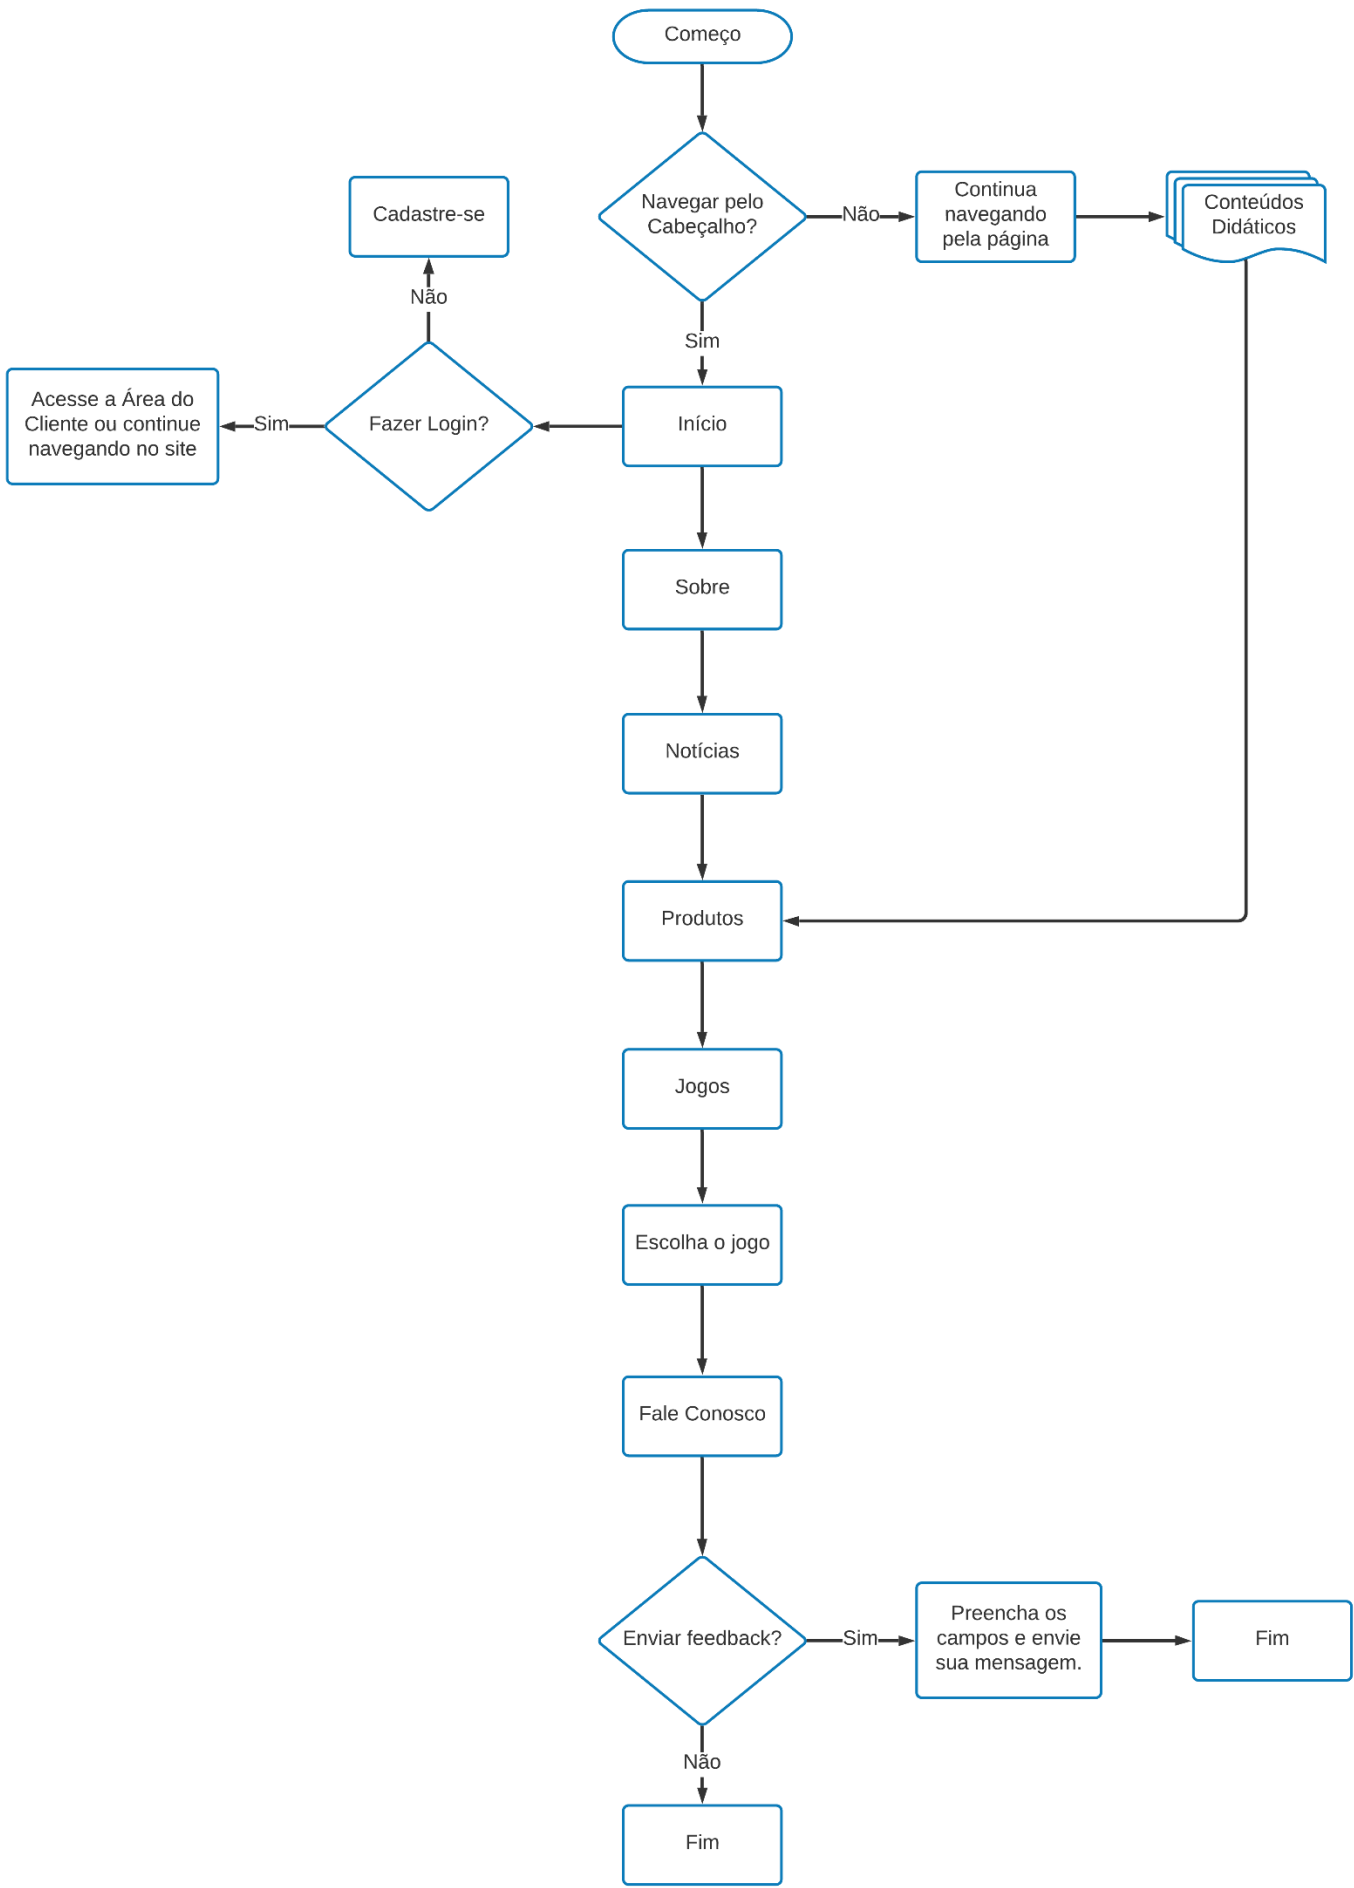 Começo
Navegar pelo
Cabeçalho?
Não
Continua
navegando
pela página
Conteúdos
Didáticos
Cadastre-se
Não
Sim
Acesse a Área do
Cliente ou continue
navegando no site
Sim
Fazer Login?
Início
Sobre
Notícias
Produtos
Jogos
Escolha o jogo
Fale Conosco
Enviar feedback?
Sim
Preencha os
campos e envie
sua mensagem.
Fim
Não
Fim